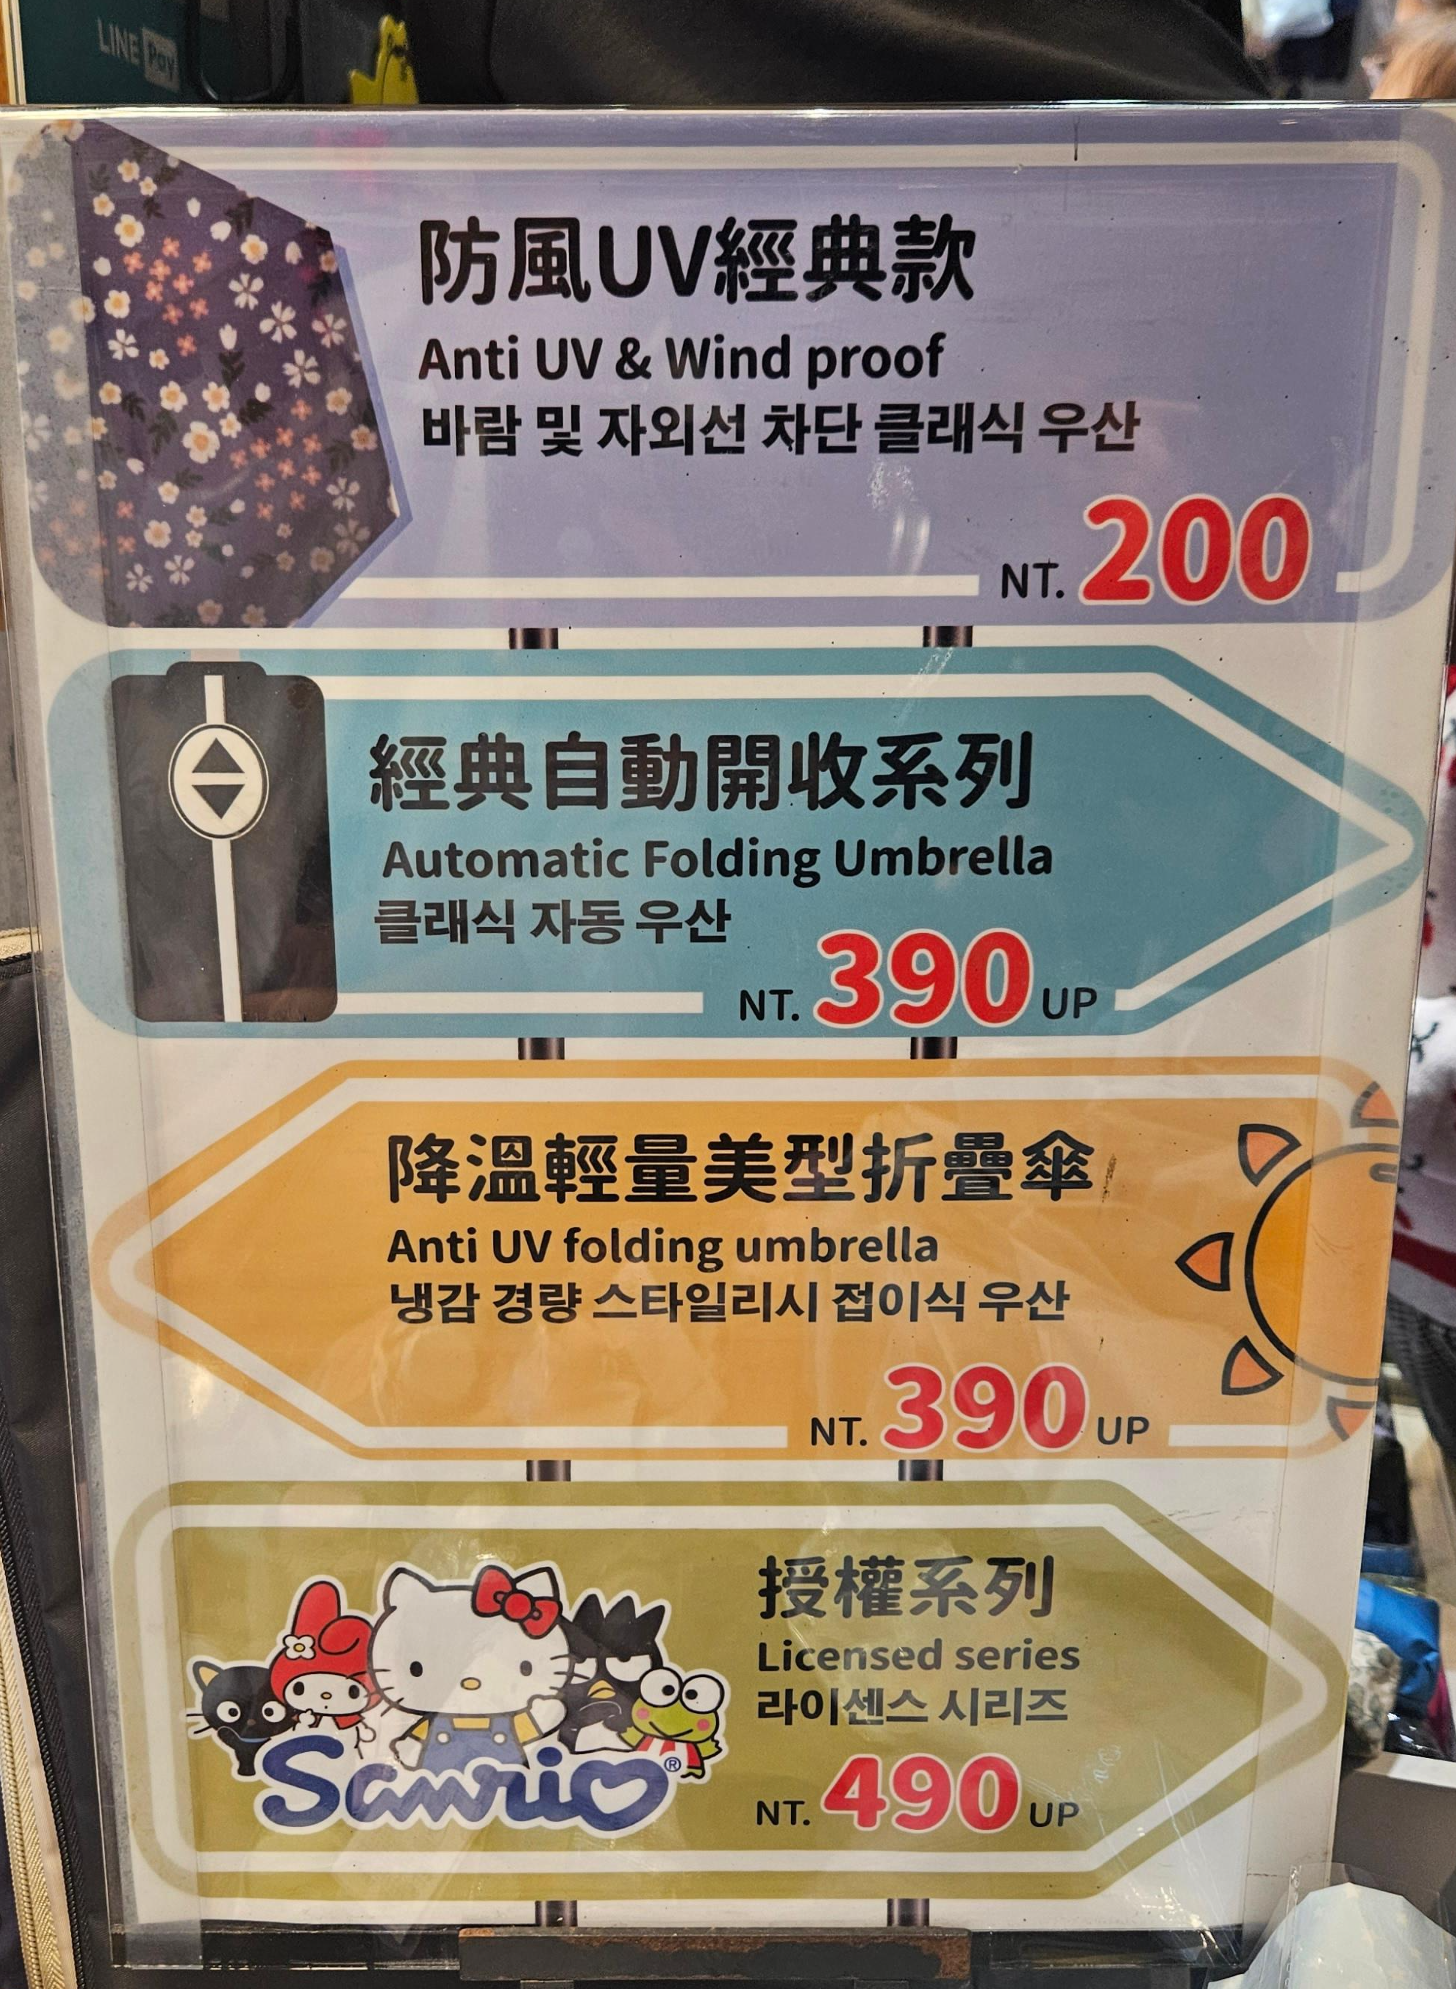 LINE Pay
防風UV經典款
Anti UV & Wind proof
바람 및 자외선 차단 클래식 우산
NT. 200
經典自動開收系列
Automatic Folding Umbrella
클래식 자동 우산
NT. 390 UP
降溫輕量美型折疊傘
Anti UV folding umbrella
냉감 경량 스타일리시 접이식 우산
NT. 390 UP
授權系列
Licensed series
라이센스 시리즈
Sanrio®
NT. 490 UP